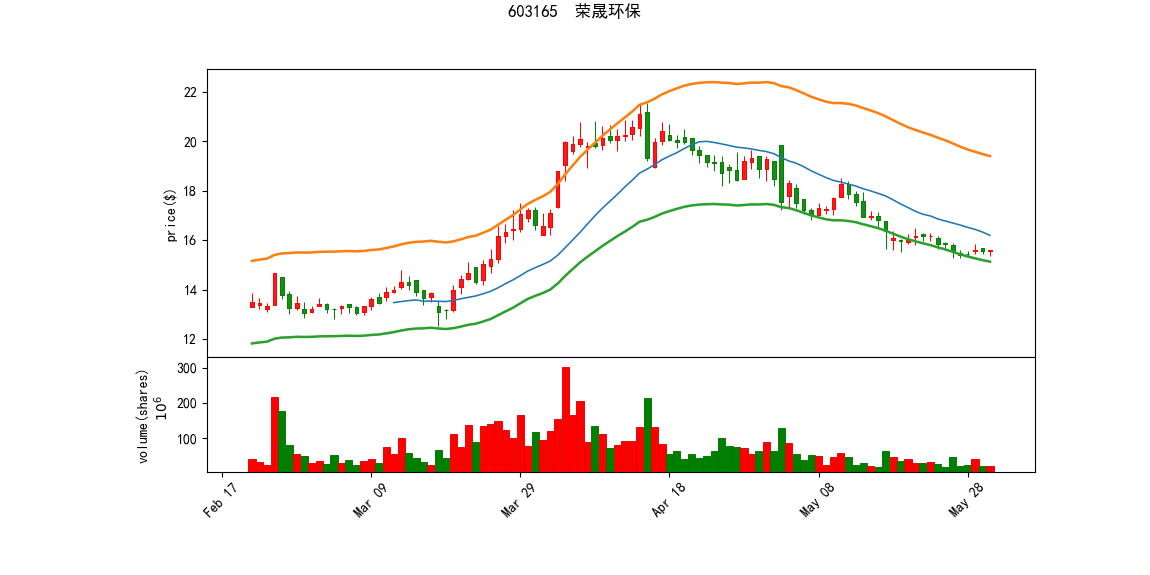 603165  荣晟环保
price($)
22
20
18
16
14
12
volume(shares)
10^6
300
200
100
Feb 17
Mar 09
Mar 29
Apr 18
May 08
May 28